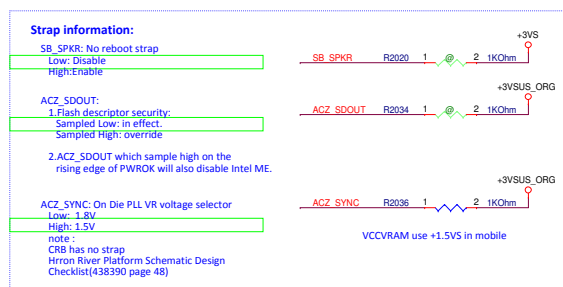 Strap information:
SB_SPKR: No reboot strap
Low: Disable
High:Enable
ACZ_SDOUT:
1.Flash descriptor security:
Sampled Low: in effect.
Sampled High: override
2.ACZ_SDOUT which sample high on the
rising edge of PWROK will also disable Intel ME.
ACZ_SYNC: On Die PLL VR voltage selector
Low: 1.8V
High: 1.5V
note :
CRB has no strap
Hrron River Platform Schematic Design
Checklist(438390 page 48)
+3VS
SB_SPKR R2020 1 @ 2 1KOhm
+3VSUS_ORG
ACZ_SDOUT R2034 1 @ 2 1KOhm
+3VSUS_ORG
ACZ_SYNC R2036 1 2 1KOhm
VCCVRAM use +1.5VS in mobile